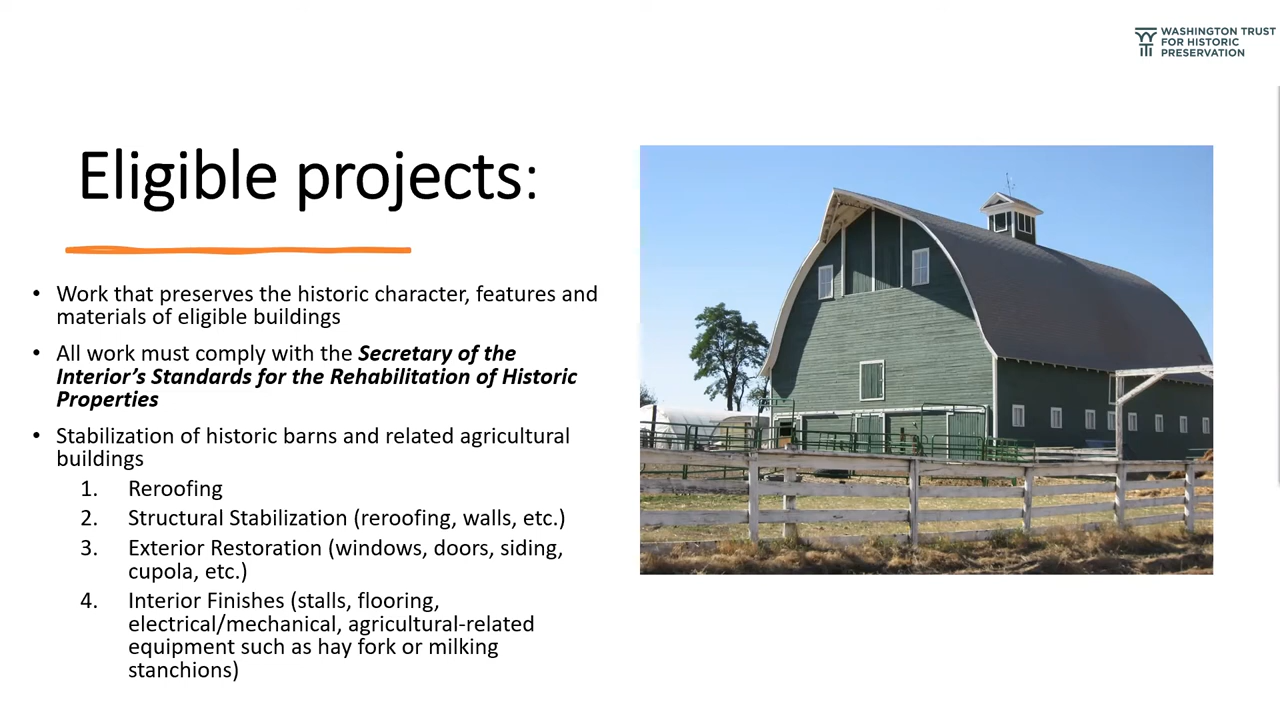 WASHINGTON TRUST
FOR HISTORIC
PRESERVATION
Eligible projects:
• Work that preserves the historic character, features and
materials of eligible buildings
• All work must comply with the Secretary of the
Interior's Standards for the Rehabilitation of Historic
Properties
• Stabilization of historic barns and related agricultural
buildings
1. Reroofing
2. Structural Stabilization (reroofing, walls, etc.)
3. Exterior Restoration (windows, doors, siding,
cupola, etc.)
4. Interior Finishes (stalls, flooring,
electrical/mechanical, agricultural-related
equipment such as hay fork or milking
stanchions)